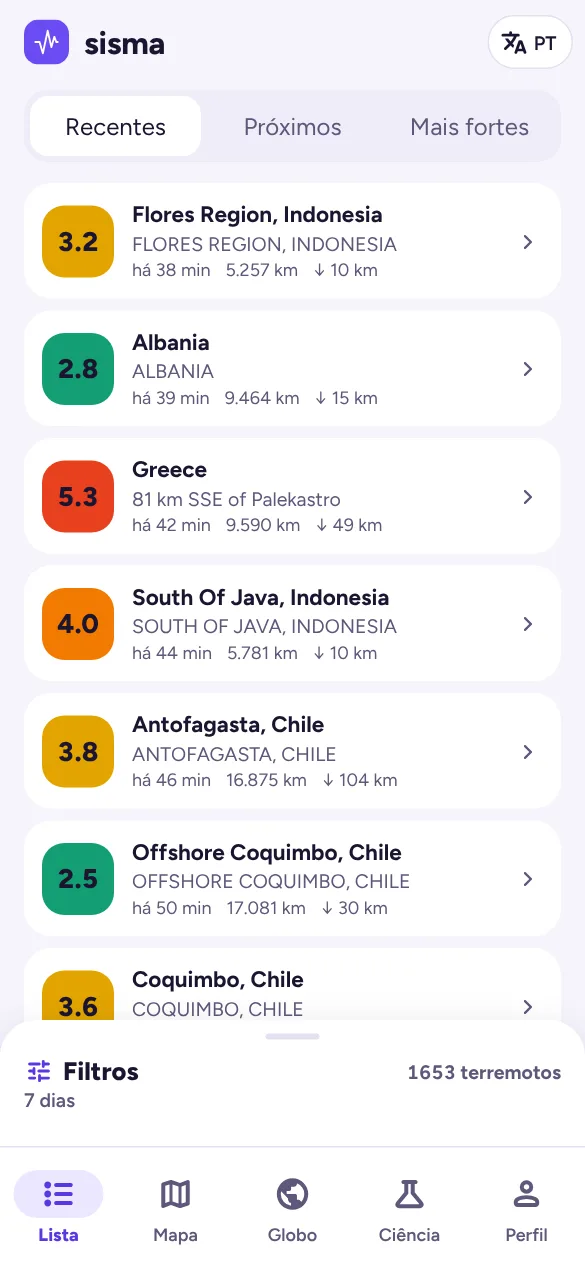 sisma
PT
Recentes
Próximos
Mais fortes
3.2
Flores Region, Indonesia
FLORES REGION, INDONESIA
há 38 min 5.257 km ↓ 10 km
2.8
Albania
ALBANIA
há 39 min 9.464 km ↓ 15 km
5.3
Greece
81 km SSE of Palekastro
há 42 min 9.590 km ↓ 49 km
4.0
South Of Java, Indonesia
SOUTH OF JAVA, INDONESIA
há 44 min 5.781 km ↓ 10 km
3.8
Antofagasta, Chile
ANTOFAGASTA, CHILE
há 46 min 16.875 km ↓ 104 km
2.5
Offshore Coquimbo, Chile
OFFSHORE COQUIMBO, CHILE
há 50 min 17.081 km ↓ 30 km
3.6
Coquimbo, Chile
COQUIMBO, CHILE
Filtros
1653 terremotos
7 dias
Lista
Mapa
Globo
Ciência
Perfil